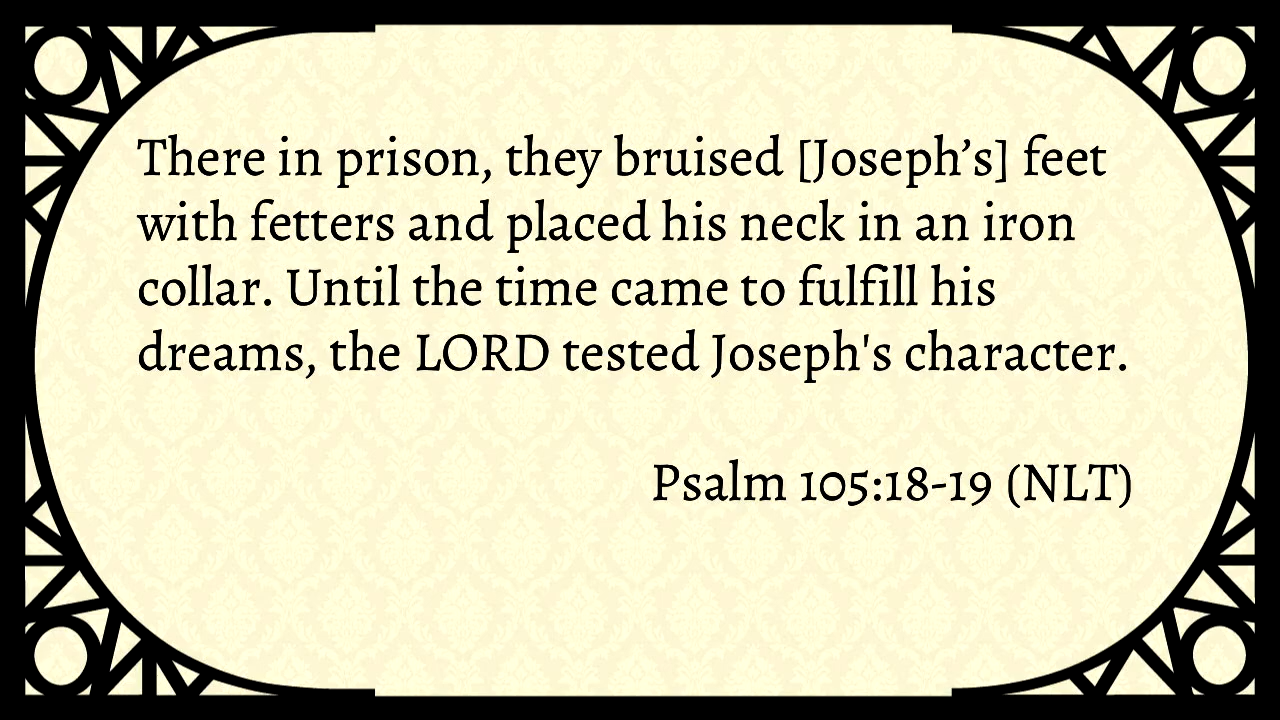 There in prison, they bruised [Joseph’s] feet
with fetters and placed his neck in an iron
collar. Until the time came to fulfill his
dreams, the LORD tested Joseph's character.
Psalm 105:18-19 (NLT)